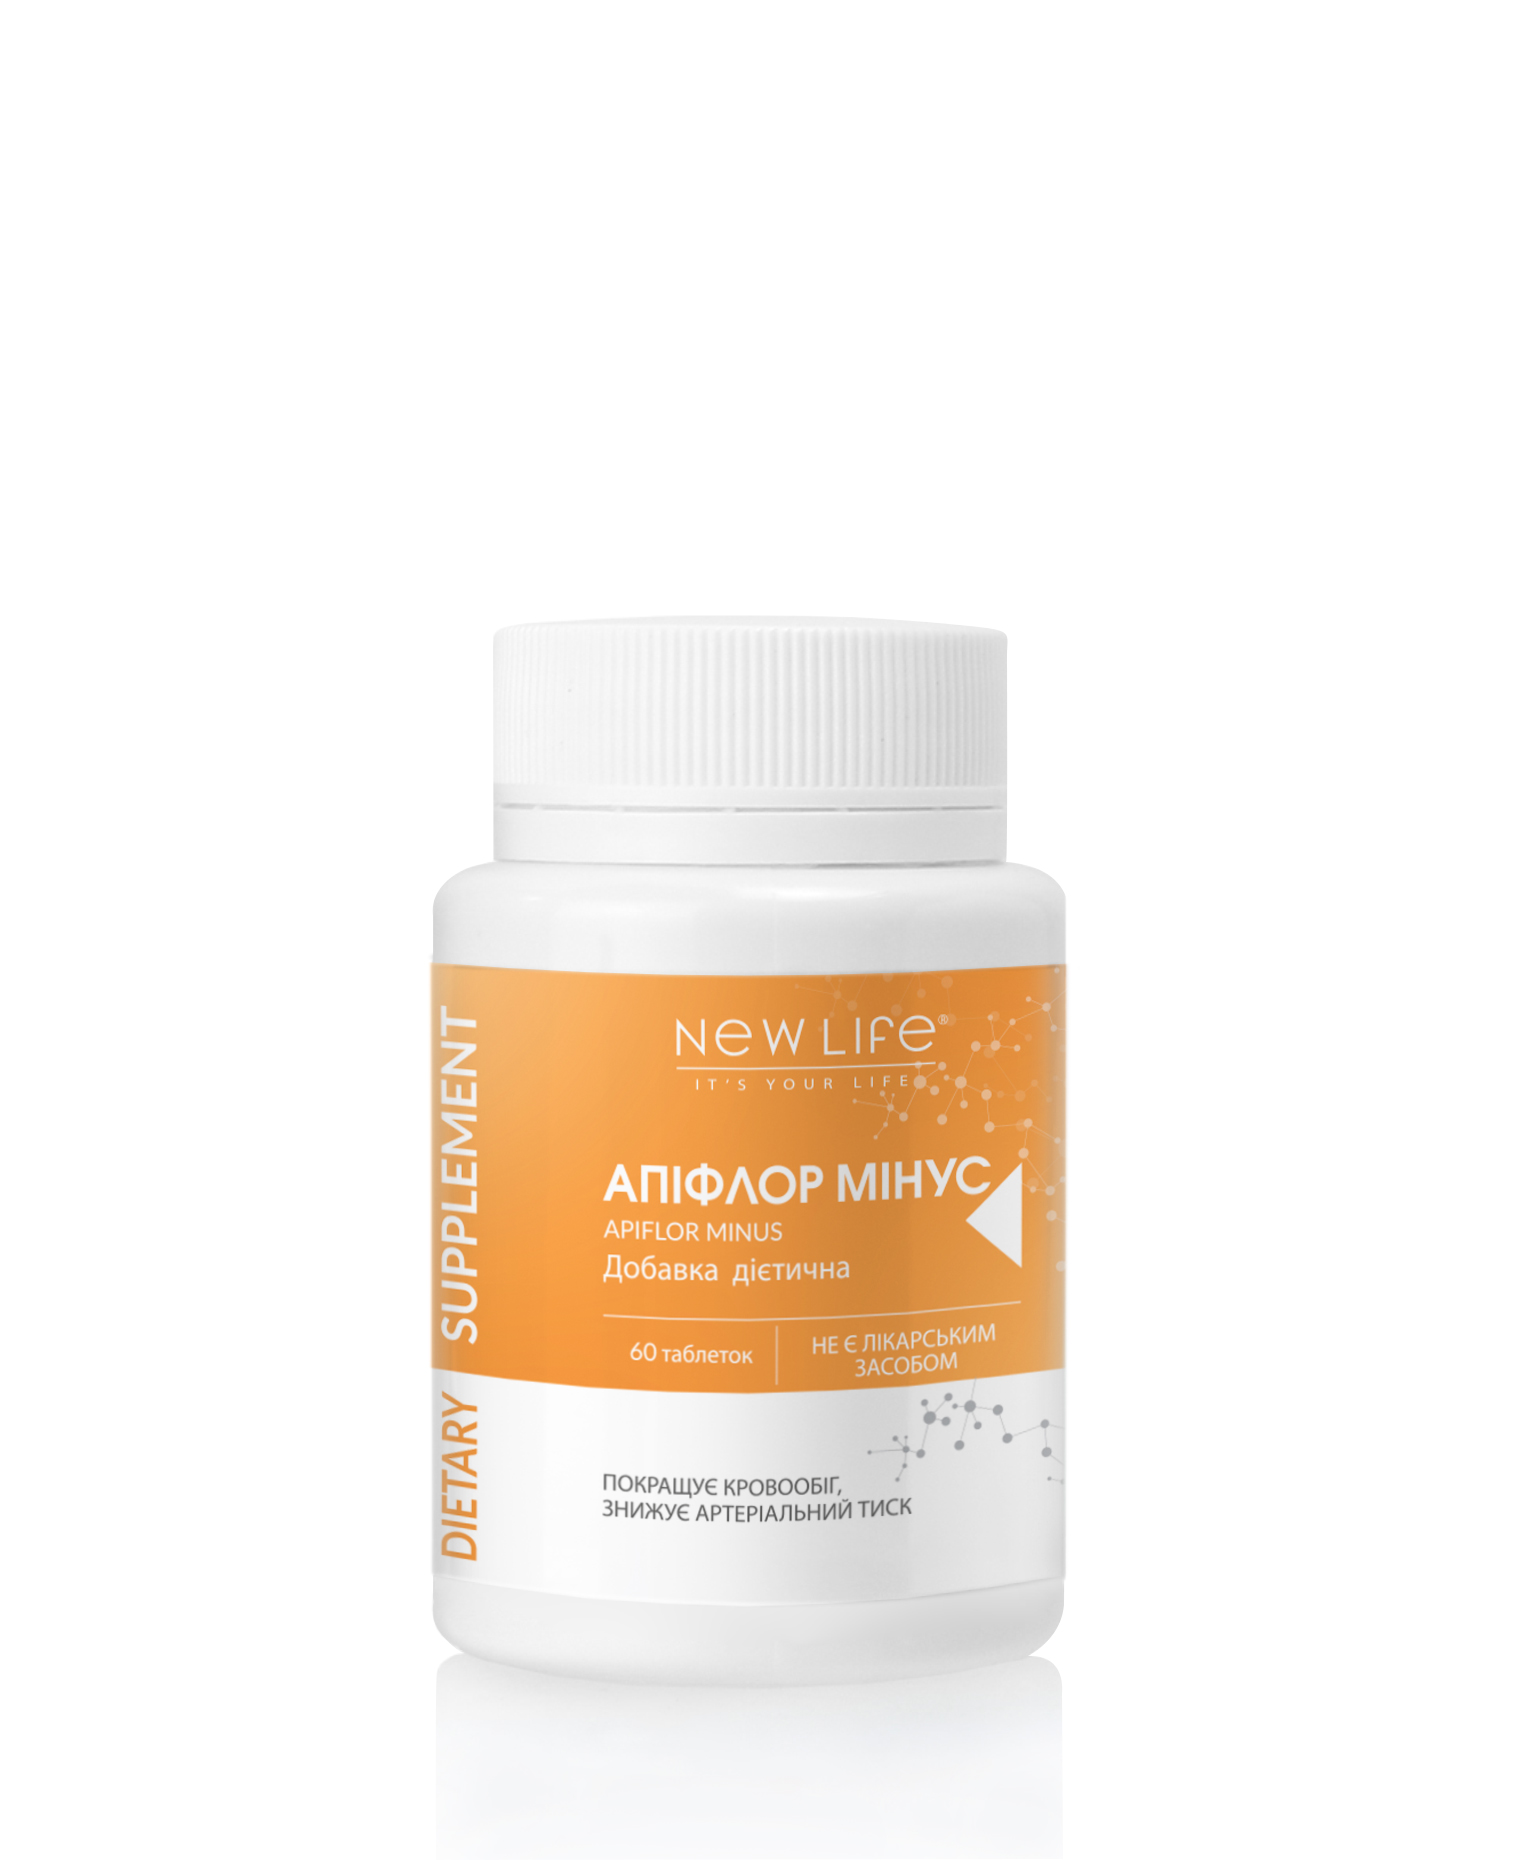 NEW LIFE®
IT'S YOUR LIFE
АПІФЛОР МІНУС
APIFLOR MINUS
Добавка дієтична
60 таблеток
НЕ Є ЛІКАРСЬКИМ
ЗАСОБОМ
ПОКРАЩУЄ КРОВООБІГ,
ЗНИЖУЄ АРТЕРІАЛЬНИЙ ТИСК
DIETARY SUPPLEMENT